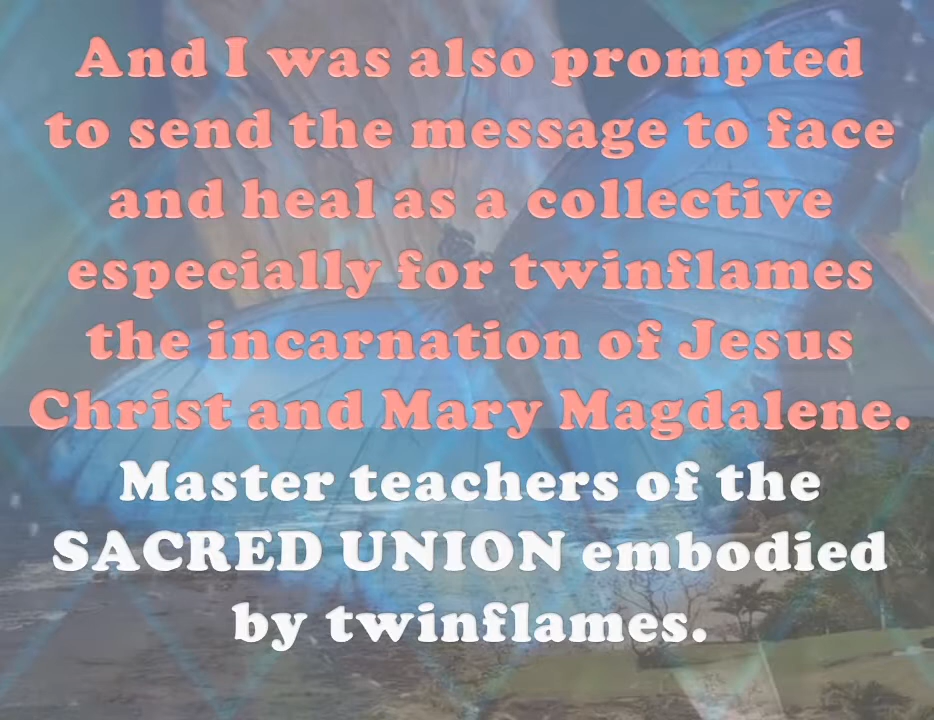 And I was also prompted
to send the message to face
and heal as a collective
especially for twinflames
the incarnation of Jesus
Christ and Mary Magdalene.
Master teachers of the
SACRED UNION embodied
by twinflames.